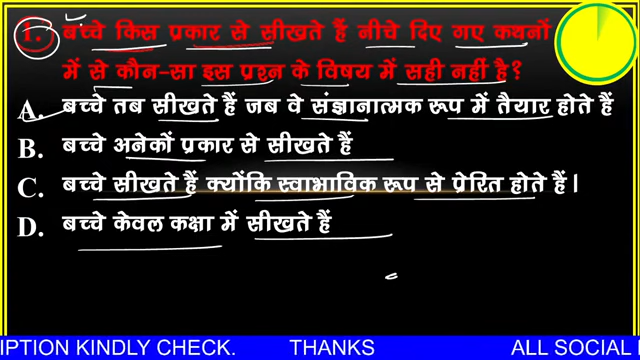 1. बच्चे किस प्रकार से सीखते हैं नीचे दिए गए कथनों
में से कौन-सा इस प्रश्न के विषय में सही नहीं है?
A. बच्चे तब सीखते हैं जब वे संज्ञानात्मक रूप में तैयार होते हैं
B. बच्चे अनेकों प्रकार से सीखते हैं
C. बच्चे सीखते हैं क्योंकि स्वाभाविक रूप से प्रेरित होते हैं।
D. बच्चे केवल कक्षा में सीखते हैं
IPTION KINDLY CHECK. THANKS ALL SOCIAL